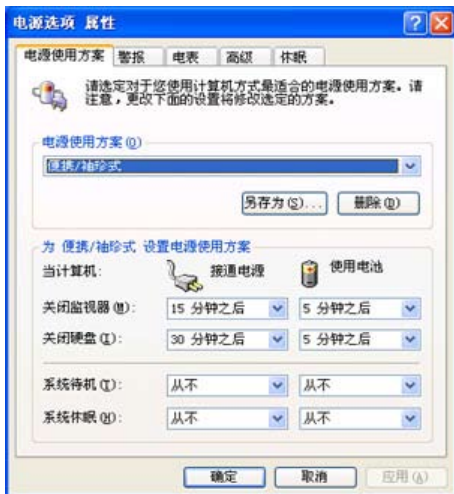 电源选项 属性
电源使用方案 警报 电表 高级 休眠
请选定对于您使用计算机方式最适合的电源使用方案。请
注意，更改下面的设置将修改选定的方案。
电源使用方案(O)
便携/袖珍式
另存为(S)... 删除(D)
为 便携/袖珍式 设置电源使用方案
当计算机: 接通电源 使用电池
关闭监视器(M): 15 分钟之后 5 分钟之后
关闭硬盘(I): 30 分钟之后 5 分钟之后
系统待机(T): 从不 从不
系统休眠(H): 从不 从不
确定 取消 应用(A)